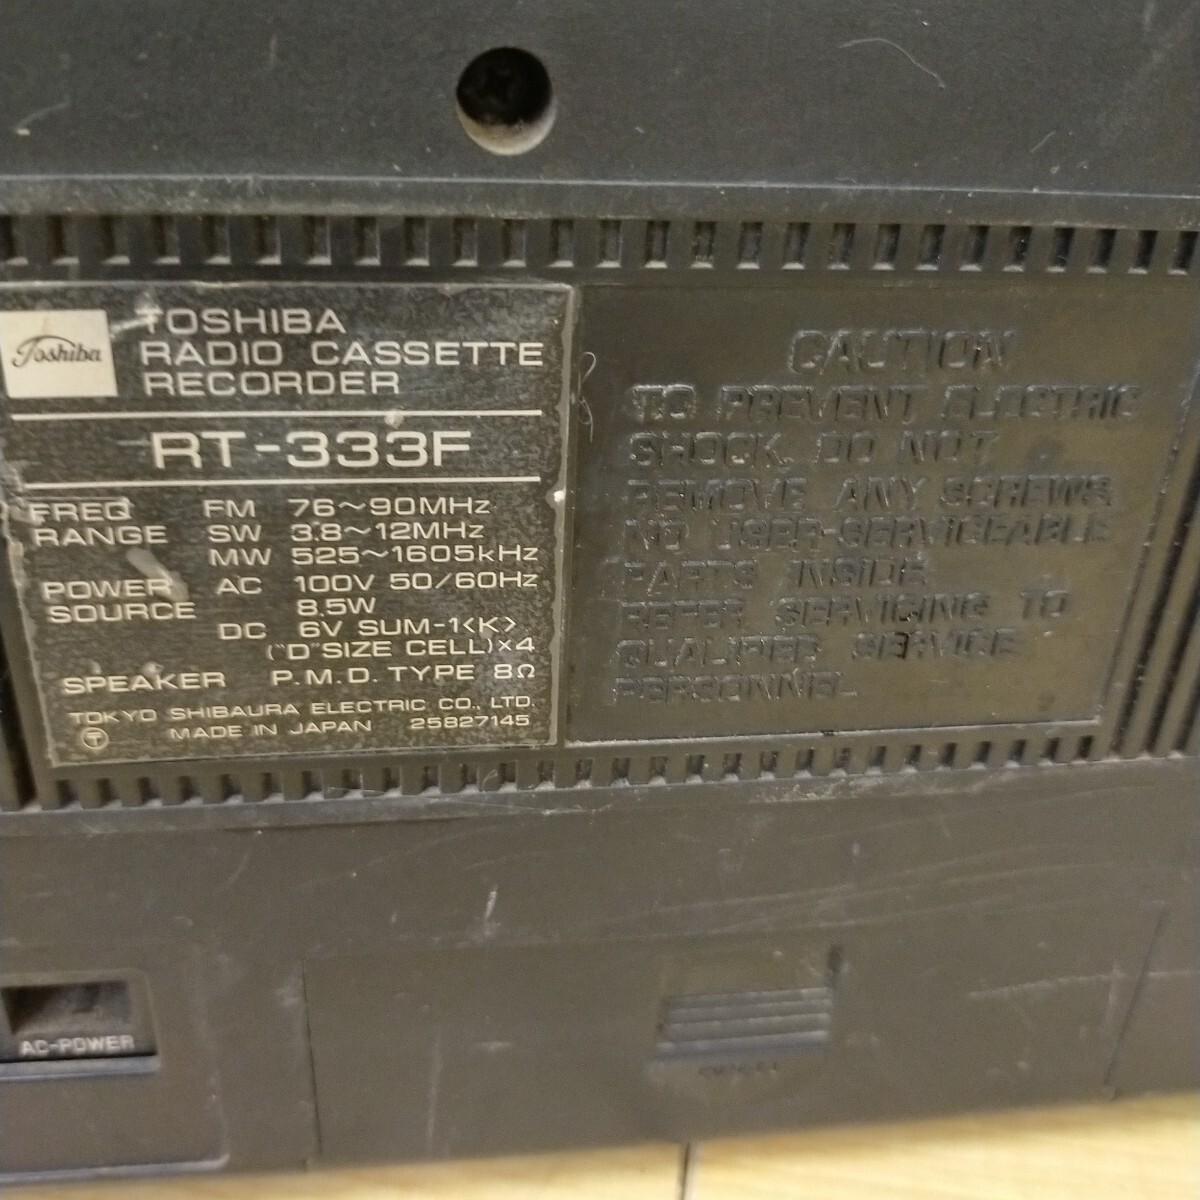 Toshiba
TOSHIBA
RADIO CASSETTE
RECORDER
RT-333F
FREQ FM 76~90MHz
RANGE SW 3.8~12MHz
MW 525~1605kHz
POWER AC 100V 50/60Hz
SOURCE 8.5W
DC 6V SUM-1<K>
("D"SIZE CELL)×4
SPEAKER P.M.D. TYPE 8Ω
TOKYO SHIBAURA ELECTRIC CO., LTD.
MADE IN JAPAN 25827145
CAUTION
TO PREVENT ELECTRIC
SHOCK, DO NOT
REMOVE ANY SCREWS.
NO USER-SERVICEABLE
PARTS INSIDE
REFER SERVICING TO
QUALIFIED SERVICE
PERSONNEL
AC-POWER